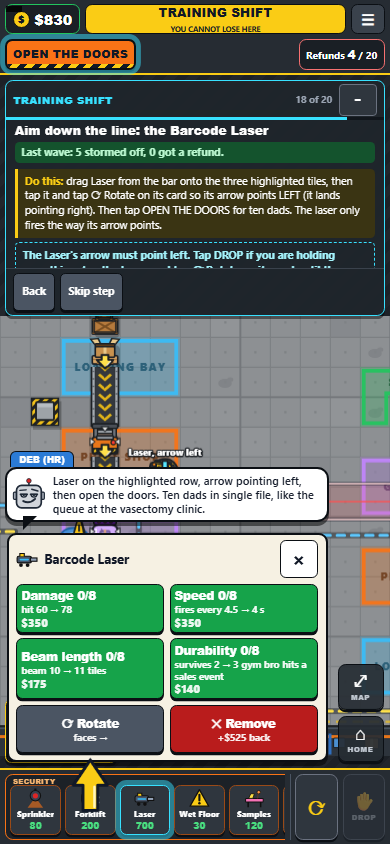 $ $830
TRAINING SHIFT
YOU CANNOT LOSE HERE
OPEN THE DOORS
Refunds 4 / 20
TRAINING SHIFT
18 of 20
–
Aim down the line: the Barcode Laser
Last wave: 5 stormed off, 0 got a refund.
Do this: drag Laser from the bar onto the three highlighted tiles, then
tap it and tap ⟳ Rotate on its card so its arrow points LEFT (it lands
pointing right). Then tap OPEN THE DOORS for ten dads. The laser only
fires the way its arrow points.
The Laser's arrow must point left. Tap DROP if you are holding
Back
Skip step
Laser, arrow left
DEB (HR)
Laser on the highlighted row, arrow pointing left,
then open the doors. Ten dads in single file, like the
queue at the vasectomy clinic.
Barcode Laser
×
Damage 0/8
hit 60 → 78
$350
Speed 0/8
fires every 4.5 → 4 s
$350
Beam length 0/8
beam 10 → 11 tiles
$175
Durability 0/8
survives 2 → 3 gym bro hits a
sales event
$140
⟳ Rotate
faces →
✕ Remove
+$525 back
MAP
HOME
SECURITY
Sprinkler
80
Forklift
200
Laser
700
Wet Floor
30
Samples
120
DROP